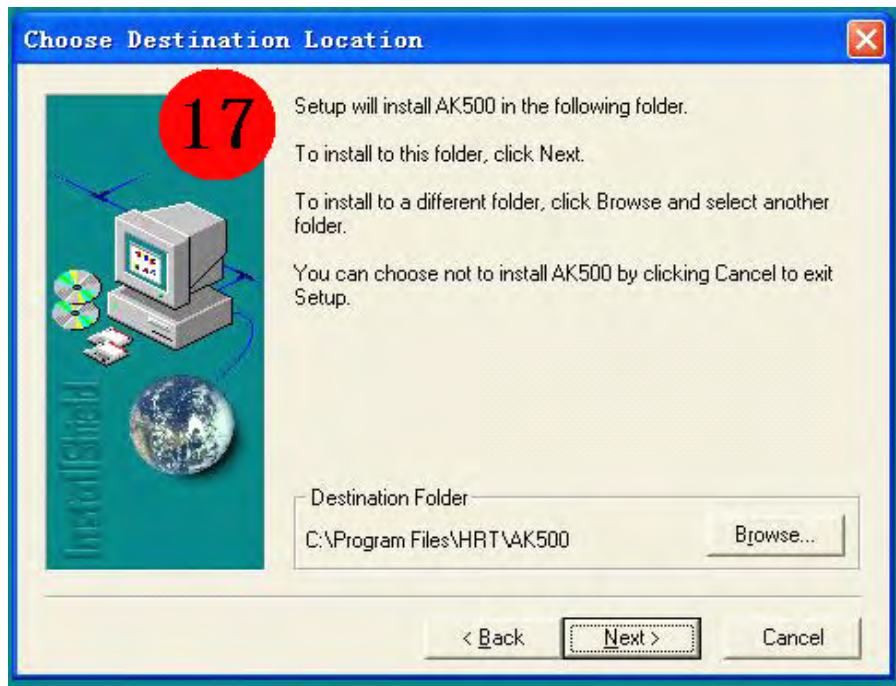 Choose Destination Location
17
Setup will install AK500 in the following folder.
To install to this folder, click Next.
To install to a different folder, click Browse and select another
folder.
You can choose not to install AK500 by clicking Cancel to exit
Setup.
InstallShield
Destination Folder
C:\Program Files\HRT\AK500
Browse...
< Back
Next >
Cancel